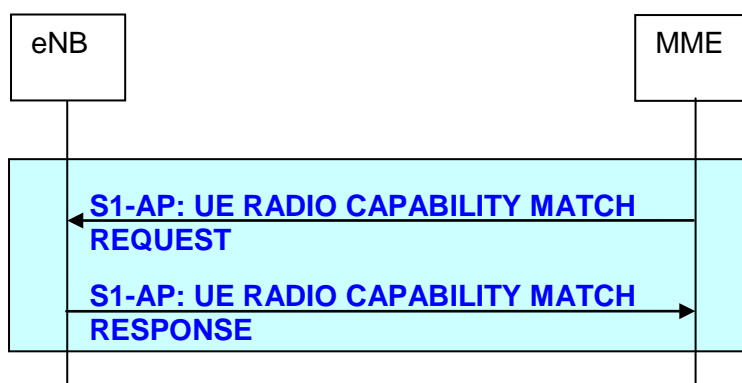 eNB
MME
S1-AP: UE RADIO CAPABILITY MATCH
REQUEST
S1-AP: UE RADIO CAPABILITY MATCH
RESPONSE